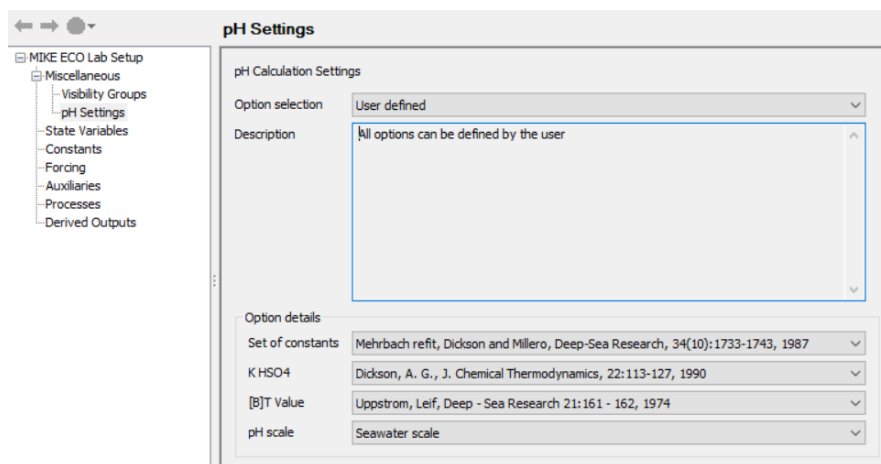 pH Settings
MIKE ECO Lab Setup
Miscellaneous
Visibility Groups
pH Settings
State Variables
Constants
Forcing
Auxiliaries
Processes
Derived Outputs
pH Calculation Settings
Option selection User defined
Description All options can be defined by the user
Option details
Set of constants Mehrbach refit, Dickson and Millero, Deep-Sea Research, 34(10):1733-1743, 1987
K HSO4 Dickson, A. G., J. Chemical Thermodynamics, 22:113-127, 1990
[B]T Value Uppstrom, Leif, Deep - Sea Research 21:161 - 162, 1974
pH scale Seawater scale